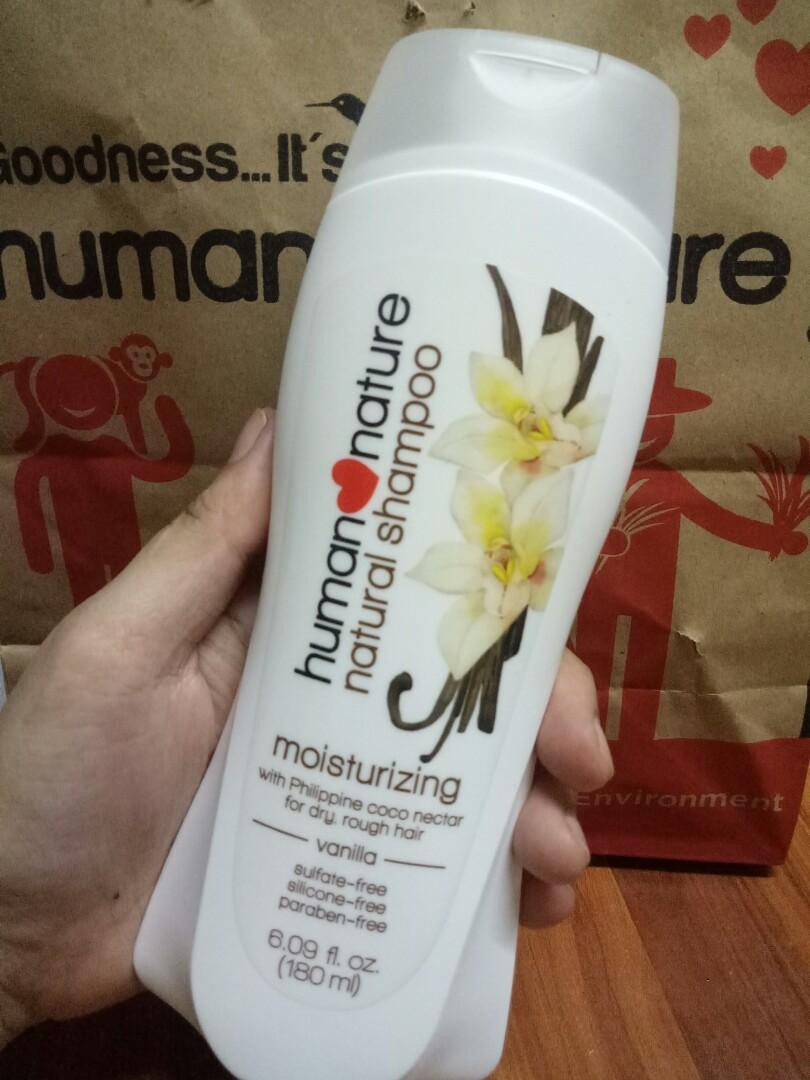 Goodness...It´s
human
ure
human nature
natural shampoo
moisturizing
with Philippine coco nectar
for dry, rough hair
vanilla
sulfate-free
silicone-free
paraben-free
6.09 fl. oz.
(180 ml)
Environment